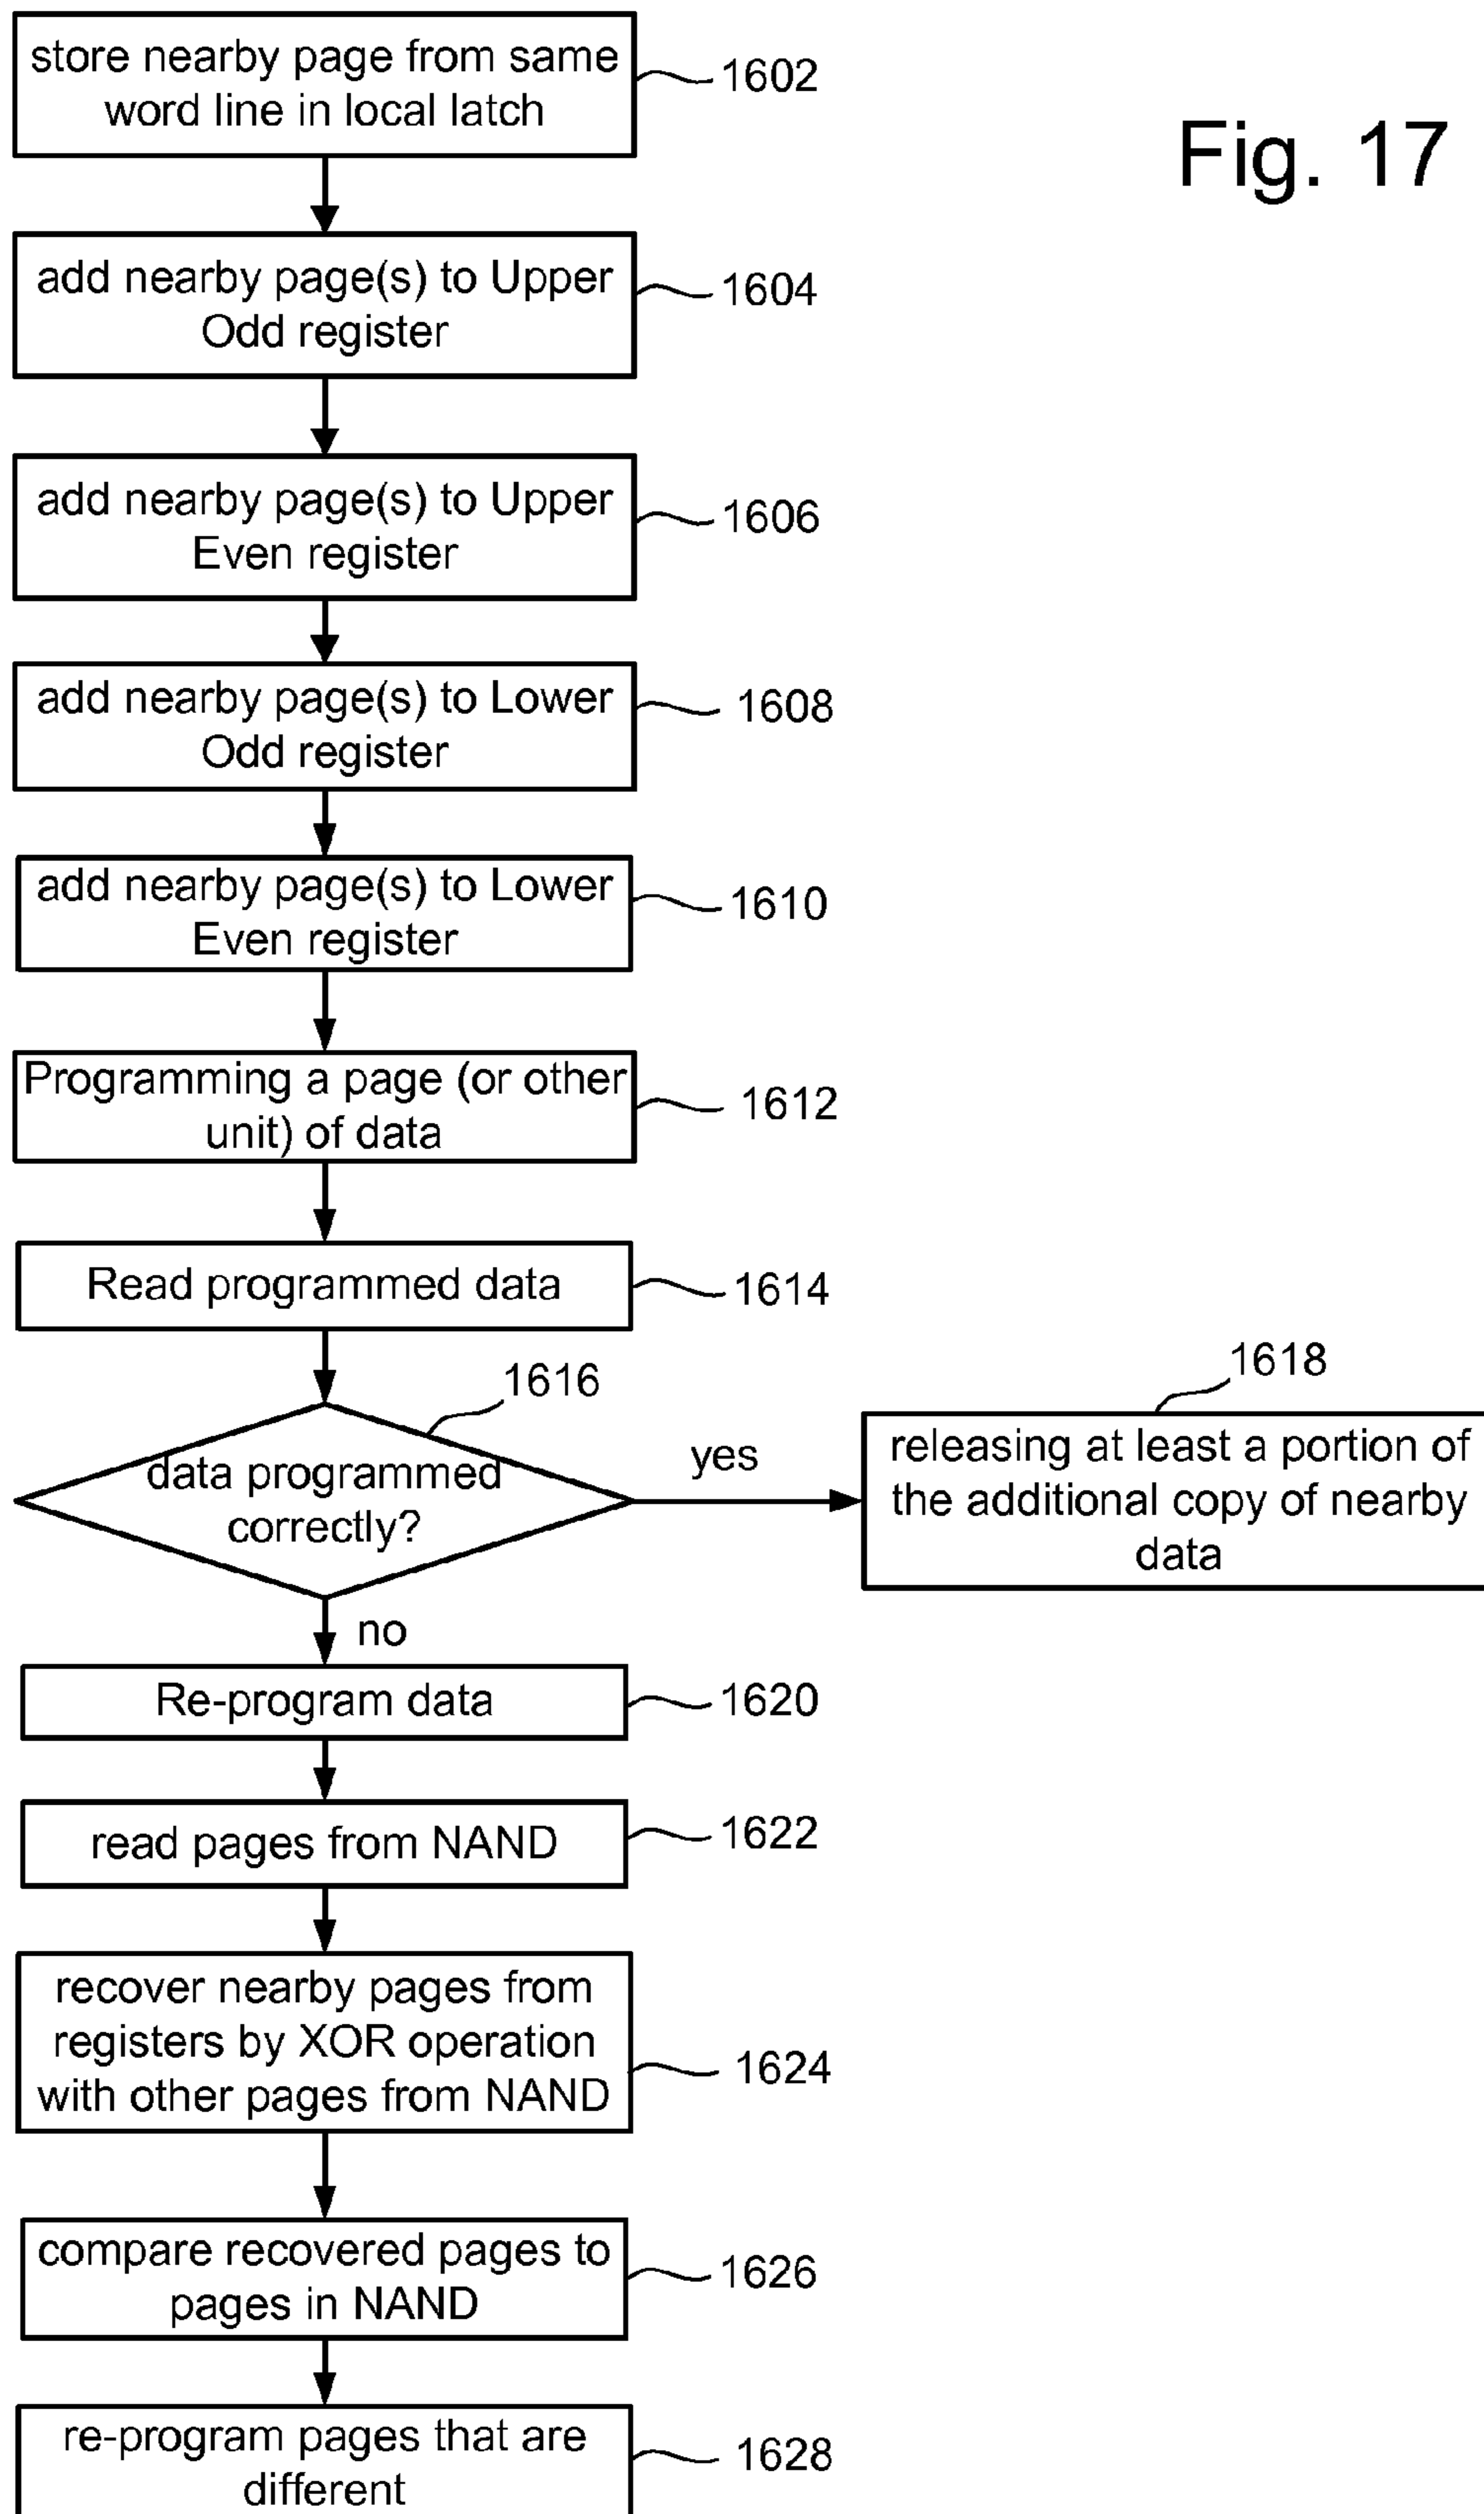 store nearby page from same
word line in local latch
1602
Fig. 17
add nearby page(s) to Upper
Odd register
1604
add nearby page(s) to Upper
Even register
1606
add nearby page(s) to Lower
Odd register
1608
add nearby page(s) to Lower
Even register
1610
Programming a page (or other
unit) of data
1612
Read programmed data
1614
1616
data programmed
correctly?
yes
1618
releasing at least a portion of
the additional copy of nearby
data
no
Re-program data
1620
read pages from NAND
1622
recover nearby pages from
registers by XOR operation
with other pages from NAND
1624
compare recovered pages to
pages in NAND
1626
re-program pages that are
different
1628